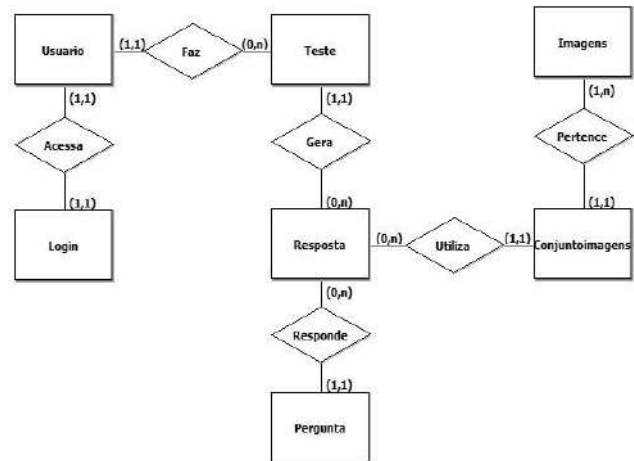 Usuario
(1,1)
Faz
(0,n)
Teste
Imagens
(1,1)
(1,1)
(1,n)
Acessa
Gera
Pertence
(1,1)
(0,n)
(1,1)
Login
Resposta
(0,n)
Utiliza
(1,1)
Conjuntoimagens
(0,n)
Responde
(1,1)
Pergunta